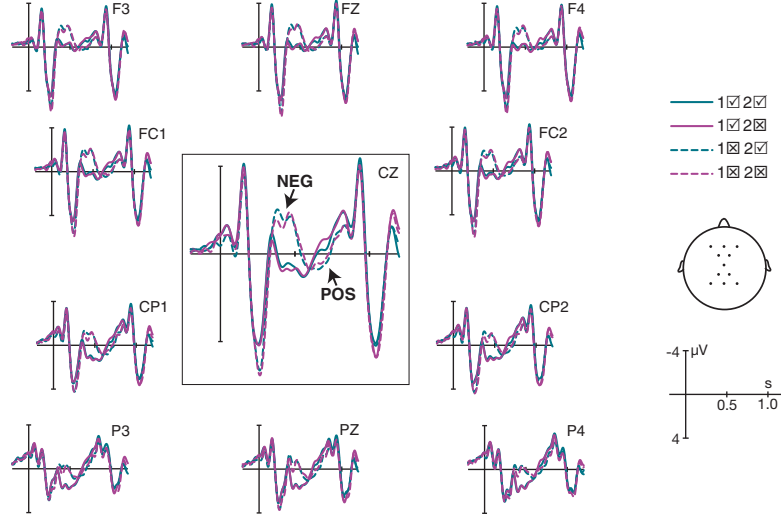 F3
FZ
F4
FC1
FC2
CZ
NEG
POS
CP1
CP2
P3
PZ
P4
1☑2☑
1☑2☒
1☒2☑
1☒2☒
-4
µV
s
0.5
1.0
4